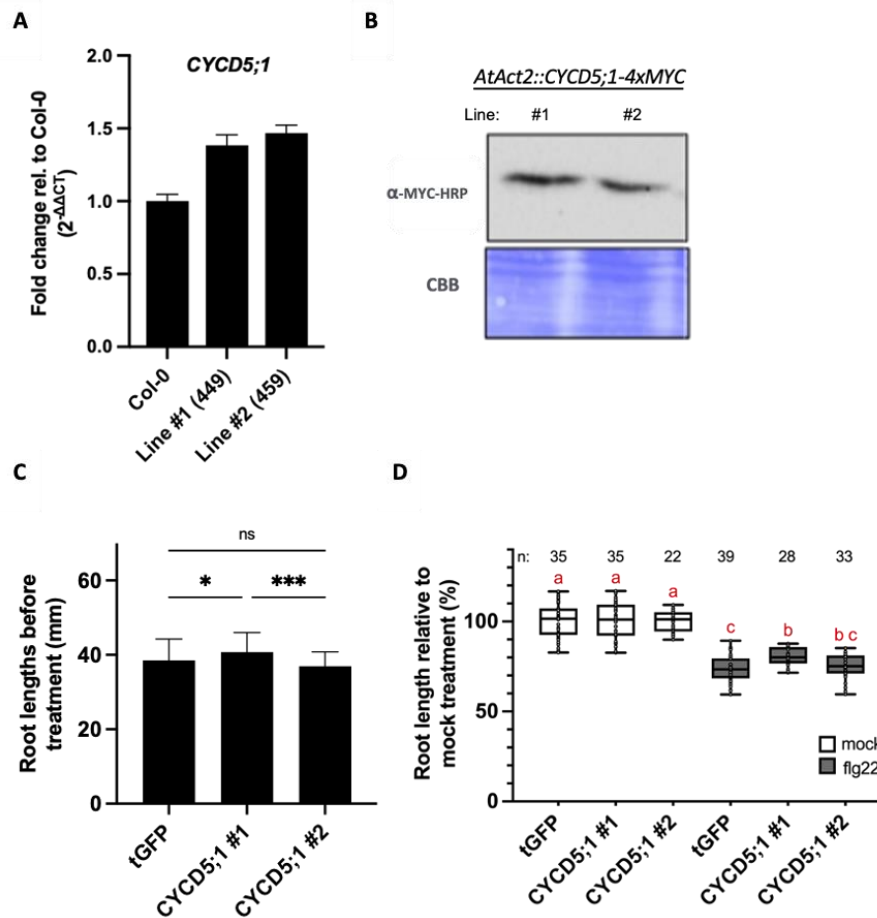 A
CYCD5;1
Fold change rel. to Col-0
(2-ΔΔCT)
2.0
1.5
1.0
0.5
0.0
Col-0
Line #1 (449)
Line #2 (459)
B
AtAct2::CYCD5;1-4xMYC
Line: #1 #2
α-MYC-HRP
CBB
C
Root lengths before
treatment (mm)
60
40
20
0
ns
* ***
tGFP
CYCD5;1 #1
CYCD5;1 #2
D
Root length relative to
mock treatment (%)
100
50
0
n: 35 35 22 39 28 33
a a a c b b c
mock
flg22
tGFP
CYCD5;1 #1
CYCD5;1 #2
tGFP
CYCD5;1 #1
CYCD5;1 #2